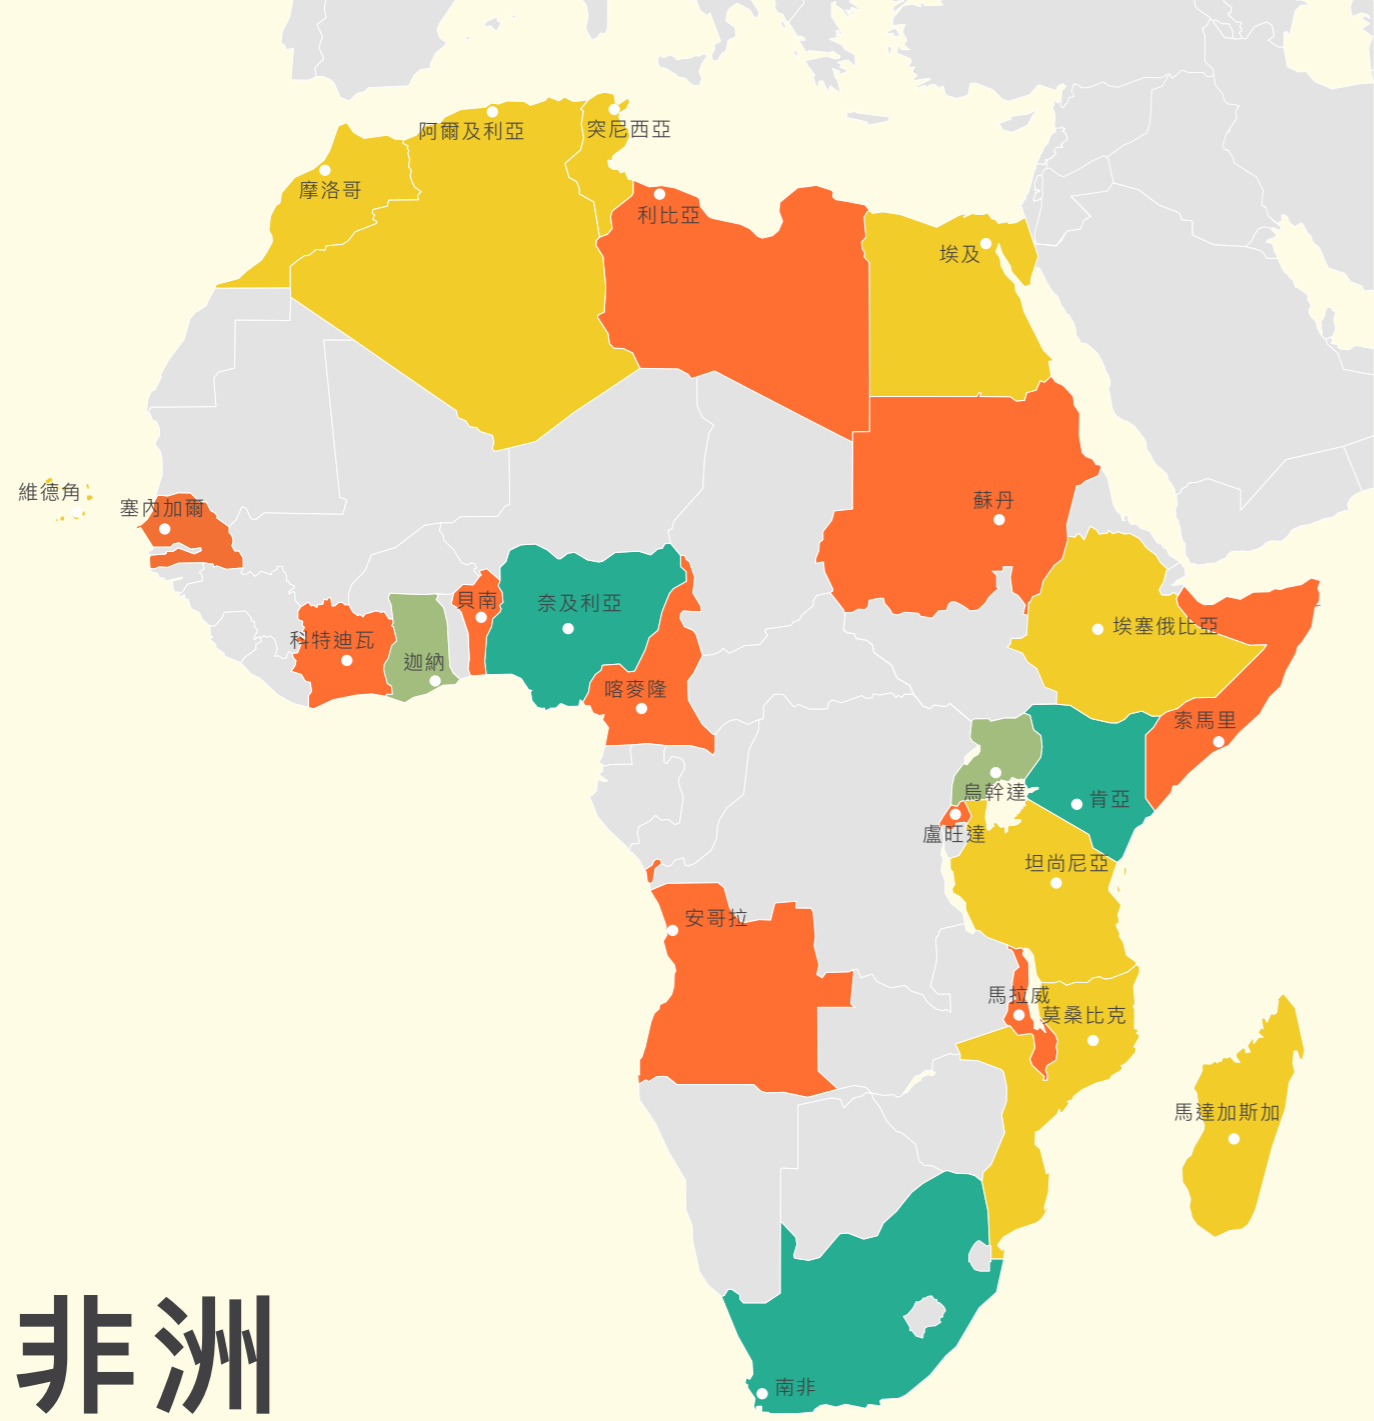 阿爾及利亞
突尼西亞
摩洛哥
利比亞
埃及
維德角
塞內加爾
蘇丹
貝南
奈及利亞
埃塞俄比亞
科特迪瓦
迦納
喀麥隆
索馬里
烏幹達
肯亞
盧旺達
坦尚尼亞
安哥拉
馬拉威
莫桑比克
馬達加斯加
南非
非洲